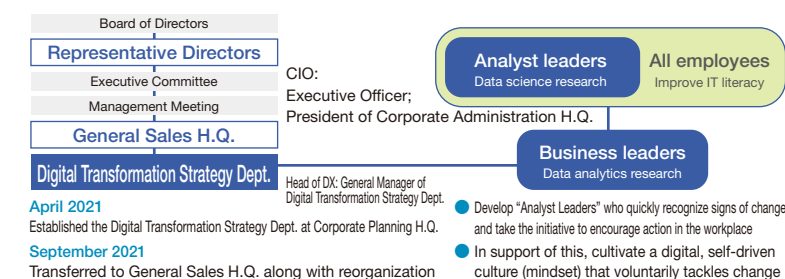 Board of Directors
Representative Directors
Executive Committee
Management Meeting
General Sales H.Q.
Digital Transformation Strategy Dept.
CIO:
Executive Officer;
President of Corporate Administration H.Q.
Head of DX: General Manager of
Digital Transformation Strategy Dept.
Analyst leaders
Data science research
All employees
Improve IT literacy
Business leaders
Data analytics research
April 2021
Established the Digital Transformation Strategy Dept. at Corporate Planning H.Q.
September 2021
Transferred to General Sales H.Q. along with reorganization
Develop “Analyst Leaders” who quickly recognize signs of change
and take the initiative to encourage action in the workplace
In support of this, cultivate a digital, self-driven
culture (mindset) that voluntarily tackles change